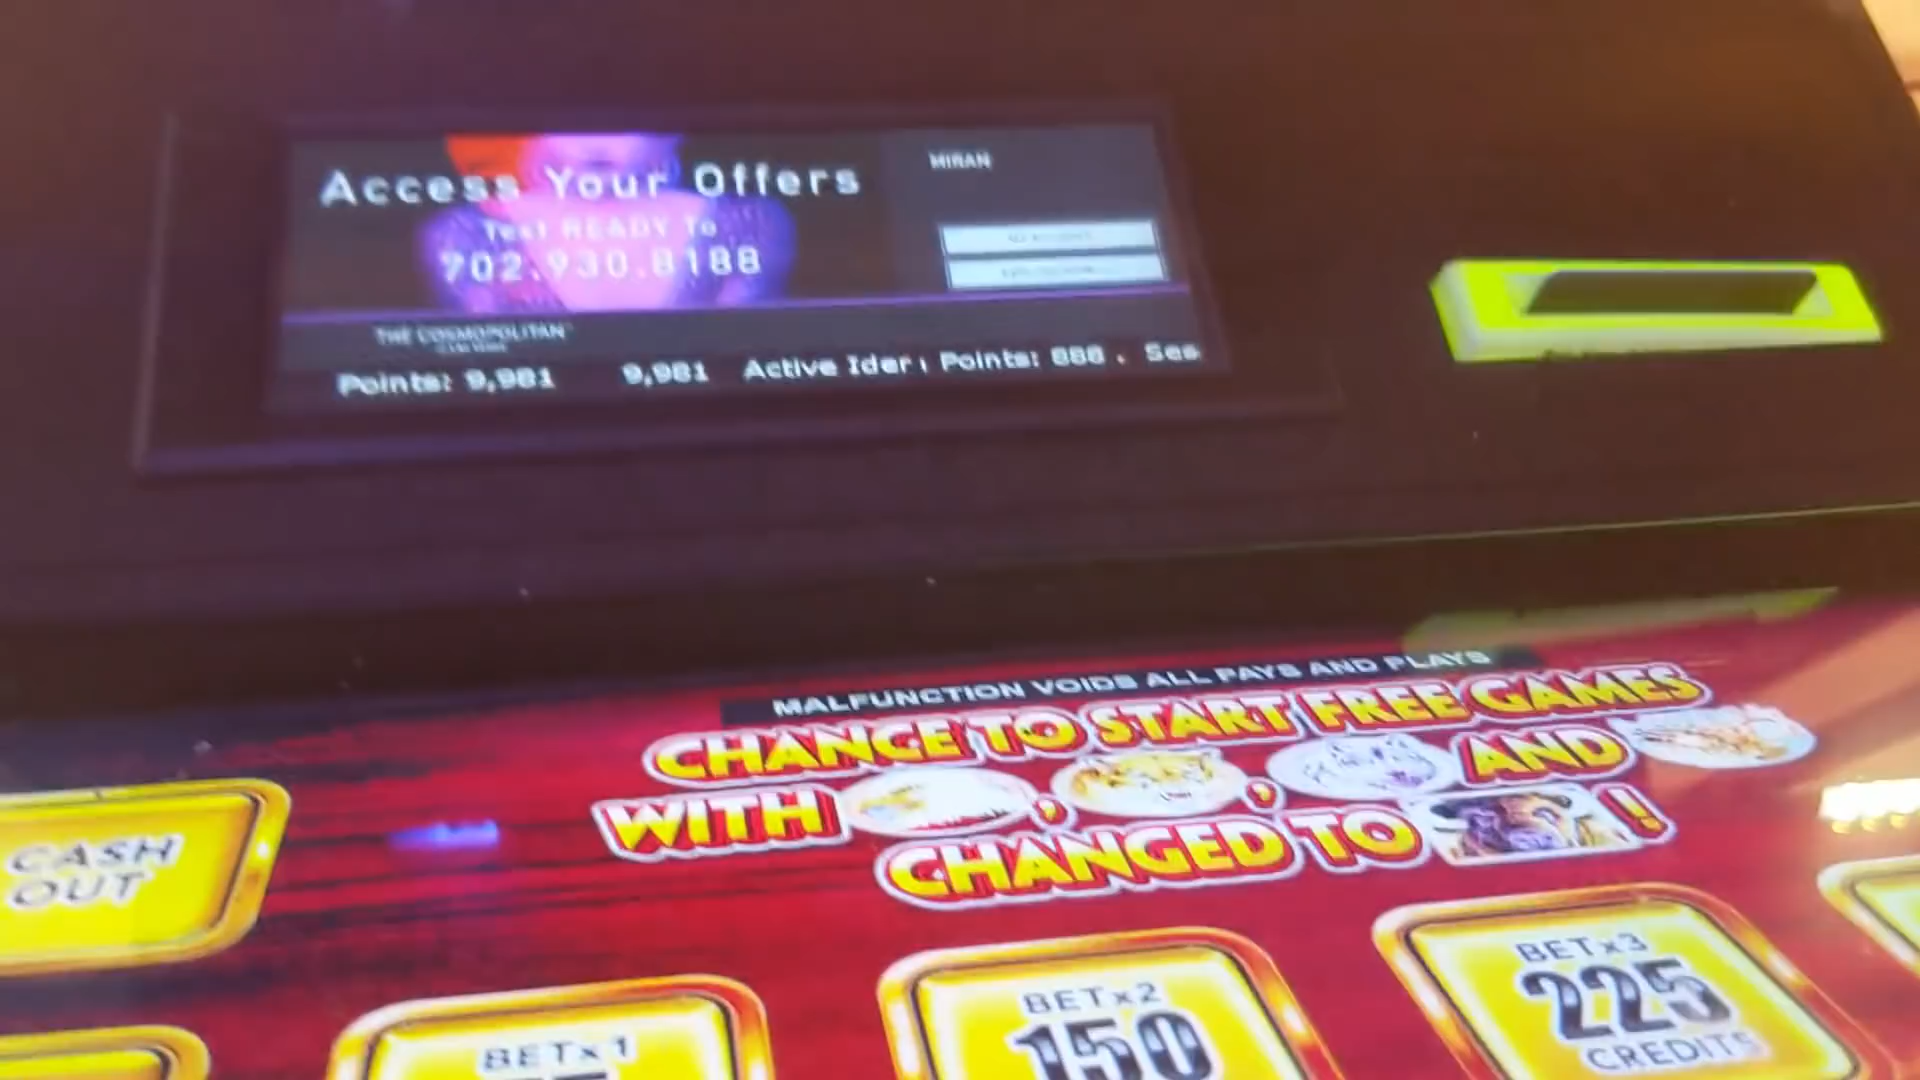 Access Your Offers
Text READY To
702.930.8188
MIRAN
THE COSMOPOLITAN
Points: 9,981 9,981 Active Ider Points: 888 . Ses
MALFUNCTION VOIDS ALL PAYS AND PLAYS
CHANCE TO START FREE GAMES
WITH , , AND
CHANGED TO !
CASH
OUT
BETx1
BETx2
150
BETx3
225
CREDITS